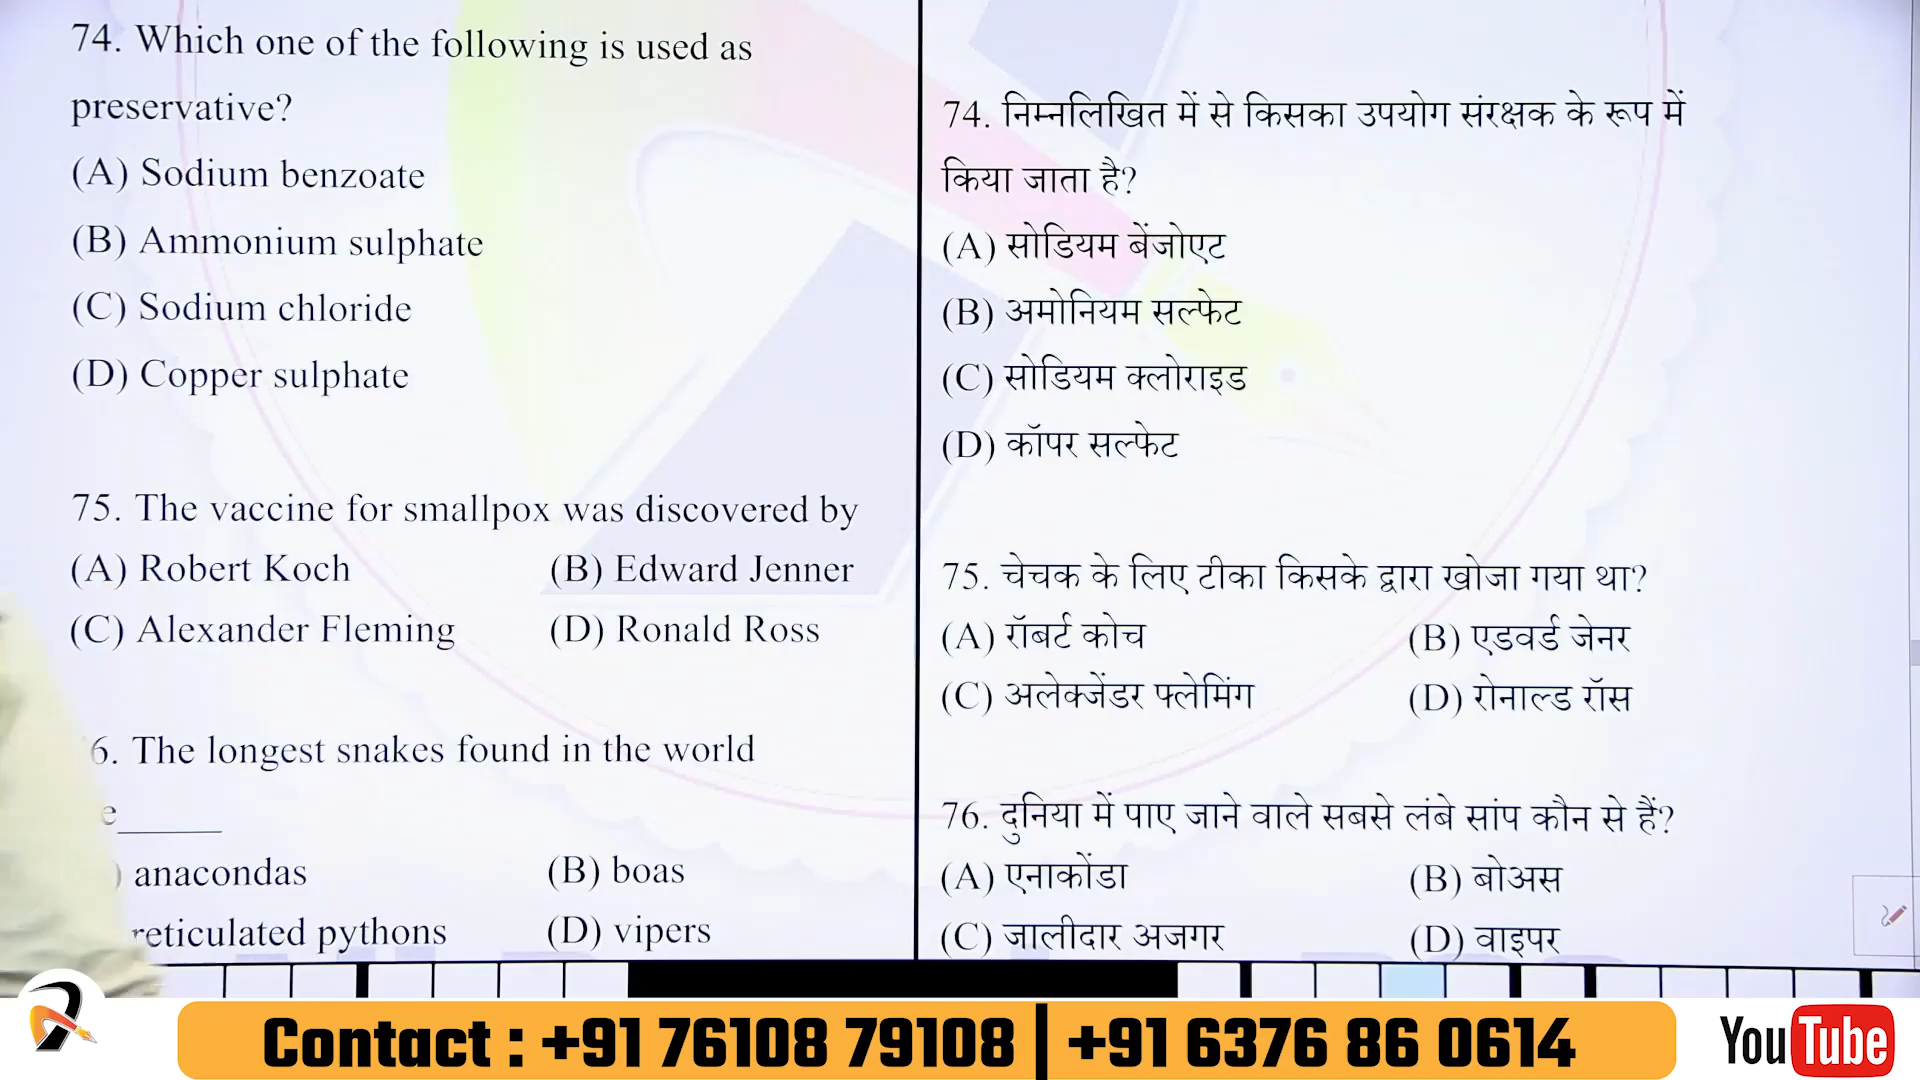 74. Which one of the following is used as
preservative?
(A) Sodium benzoate
(B) Ammonium sulphate
(C) Sodium chloride
(D) Copper sulphate
75. The vaccine for smallpox was discovered by
(A) Robert Koch (B) Edward Jenner
(C) Alexander Fleming (D) Ronald Ross
6. The longest snakes found in the world
e______
) anacondas (B) boas
reticulated pythons (D) vipers
74. निम्नलिखित में से किसका उपयोग संरक्षक के रूप में
किया जाता है?
(A) सोडियम बेंजोएट
(B) अमोनियम सल्फेट
(C) सोडियम क्लोराइड
(D) कॉपर सल्फेट
75. चेचक के लिए टीका किसके द्वारा खोजा गया था?
(A) रॉबर्ट कोच (B) एडवर्ड जेनर
(C) अलेक्जेंडर फ्लेमिंग (D) रोनाल्ड रॉस
76. दुनिया में पाए जाने वाले सबसे लंबे सांप कौन से हैं?
(A) एनाकोंडा (B) बोअस
(C) जालीदार अजगर (D) वाइपर
Contact : +91 76108 79108 | +91 6376 86 0614
YouTube